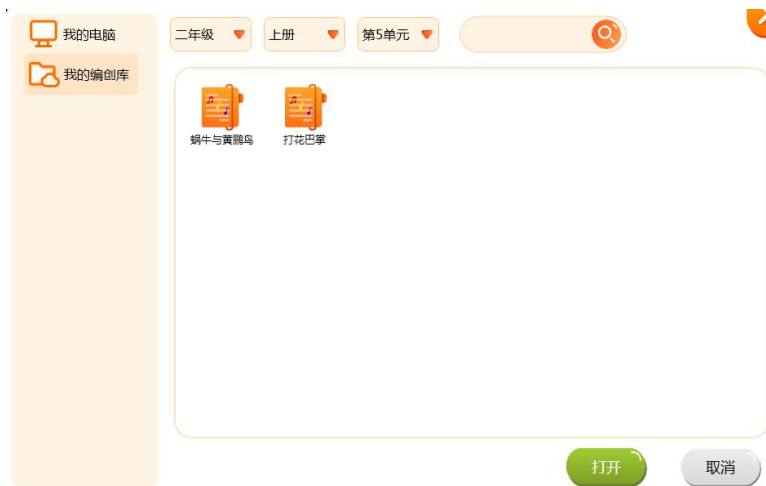 我的电脑
我的编创库
二年级 上册 第5单元
蜗牛与黄鹂鸟 打花巴掌
打开 取消